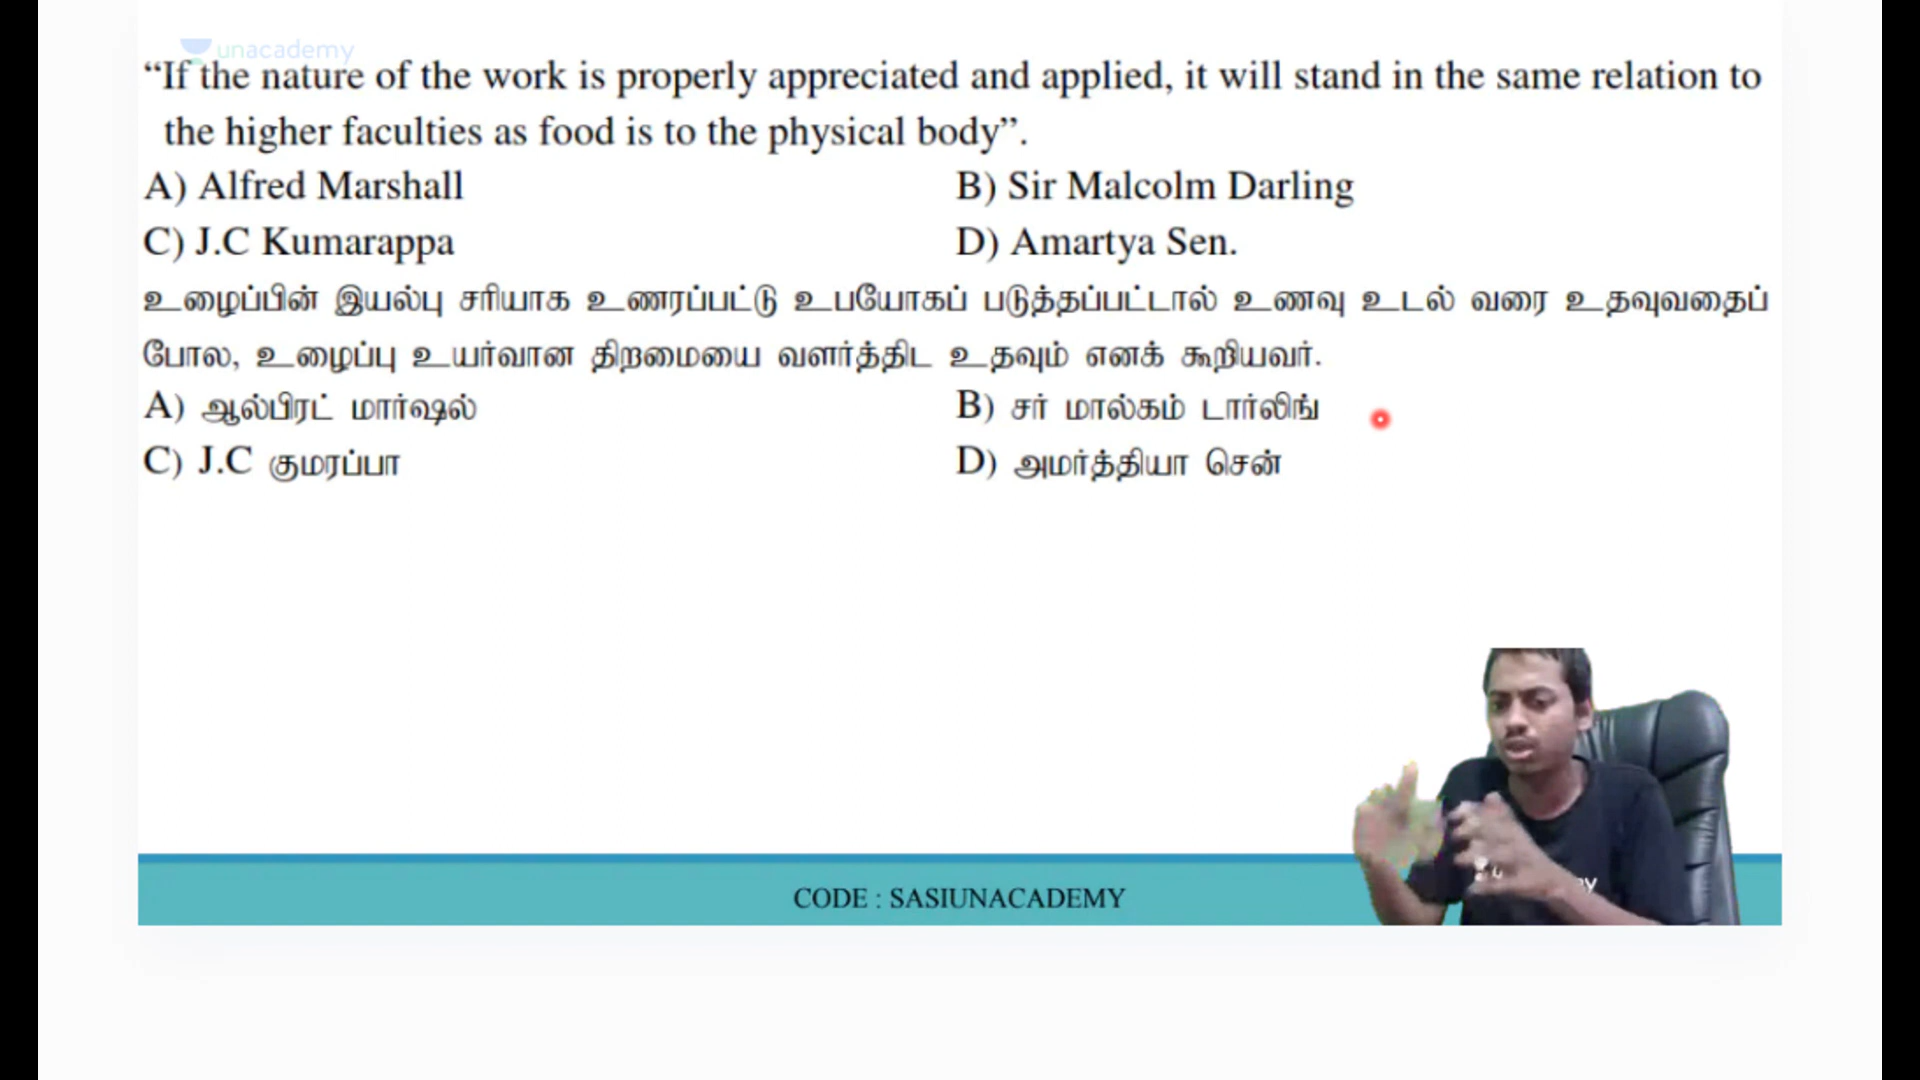 unacademy
“If the nature of the work is properly appreciated and applied, it will stand in the same relation to
the higher faculties as food is to the physical body”.
A) Alfred Marshall B) Sir Malcolm Darling
C) J.C Kumarappa D) Amartya Sen.
உழைப்பின் இயல்பு சரியாக உணரப்பட்டு உபயோகப் படுத்தப்பட்டால் உணவு உடல் வரை உதவுவதைப்
போல, உழைப்பு உயர்வான திறமையை வளர்த்திட உதவும் எனக் கூறியவர்.
A) ஆல்பிரட் மார்ஷல் B) சர் மால்கம் டார்லிங்
C) J.C குமரப்பா D) அமர்த்தியா சென்
CODE : SASIUNACADEMY